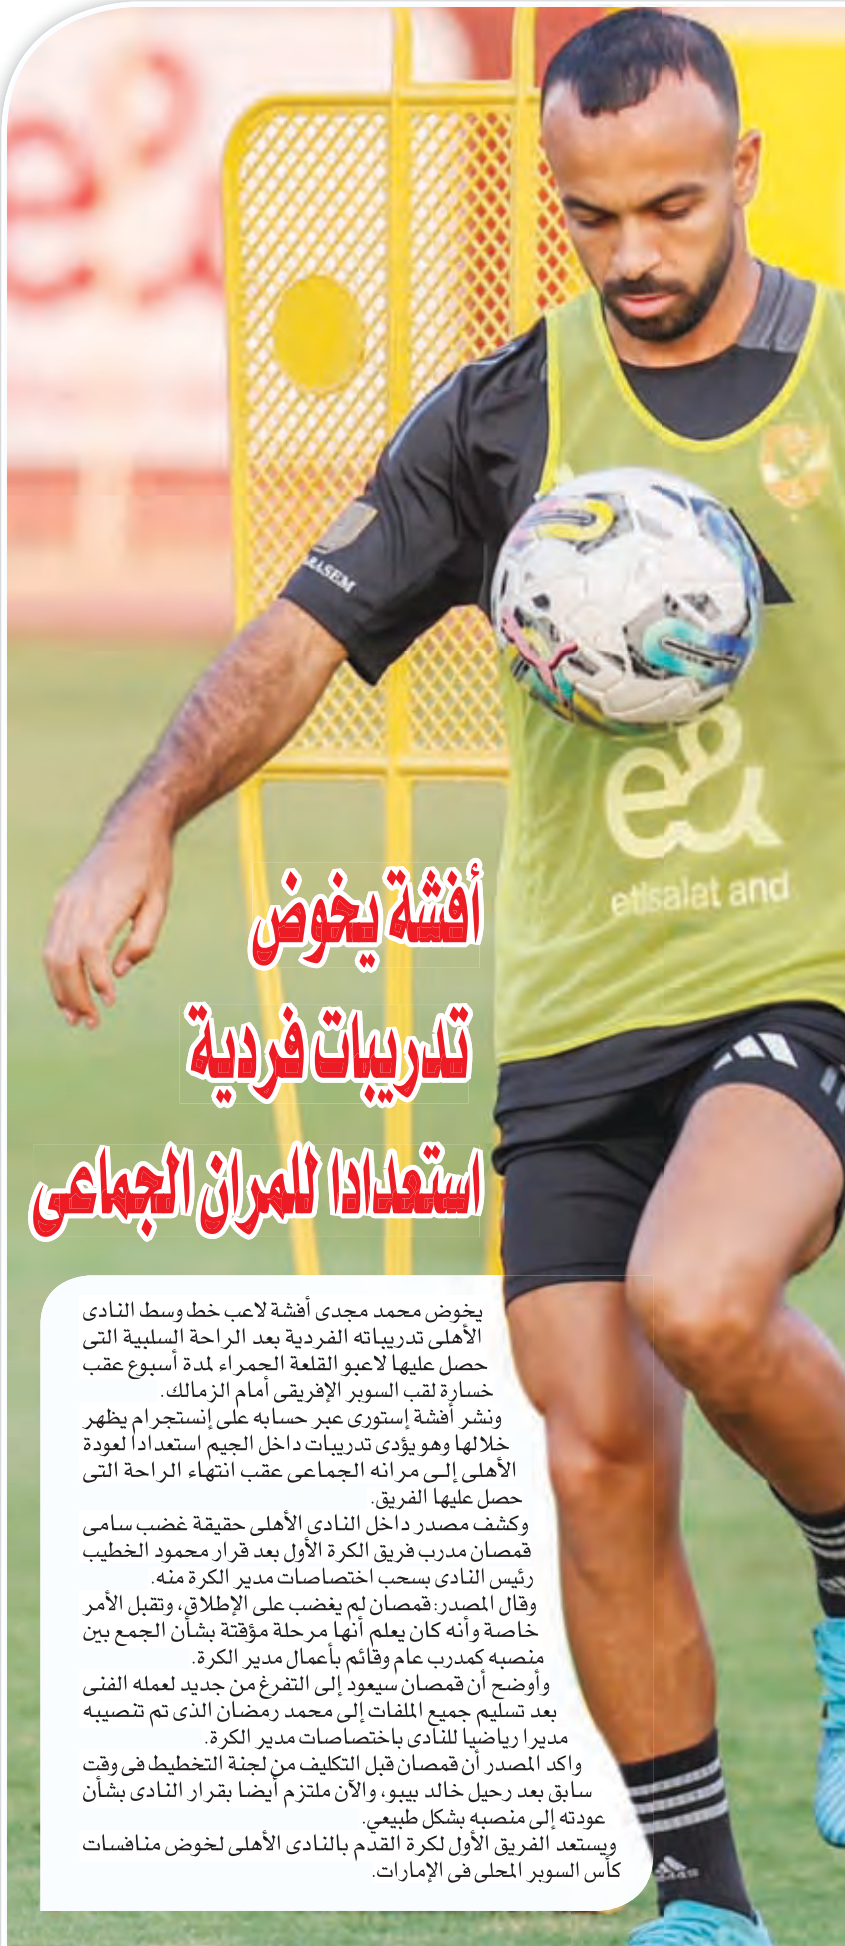 أفشة يخوض
تدريبات فردية
استعدادا للمران الجماعى
يخوض محمد مجدى أفشة لاعب خط وسط النادى
الأهلى تدريباته الفردية بعد الراحة السلبية التى
حصل عليها لاعبو القلعة الحمراء لمدة أسبوع عقب
خسارة لقب السوبر الإفريقى أمام الزمالك.
ونشر أفشة إستورى عبر حسابه على إنستجرام يظهر
خلالها وهو يؤدى تدريبات داخل الجيم استعدادا لعودة
الأهلى إلى مرانه الجماعى عقب انتهاء الراحة التى
حصل عليها الفريق.
وكشف مصدر داخل النادى الأهلى حقيقة غضب سامى
قمصان مدرب فريق الكرة الأول بعد قرار محمود الخطيب
رئيس النادى بسحب اختصاصات مدير الكرة منه.
وقال المصدر: قمصان لم يغضب على الإطلاق، وتقبل الأمر
خاصة وأنه كان يعلم أنها مرحلة مؤقتة بشأن الجمع بين
منصبه كمدرب عام وقائم بأعمال مدير الكرة.
وأوضح أن قمصان سيعود إلى التفرغ من جديد لعمله الفنى
بعد تسليم جميع الملفات إلى محمد رمضان الذى تم تنصيبه
مديرا رياضيا للنادى باختصاصات مدير الكرة.
واكد المصدر أن قمصان قبل التكليف من لجنة التخطيط فى وقت
سابق بعد رحيل خالد بيبو، والآن ملتزم أيضا بقرار النادى بشأن
عودته إلى منصبه بشكل طبيعي.
ويستعد الفريق الأول لكرة القدم بالنادى الأهلى لخوض منافسات
كأس السوبر المحلى فى الإمارات.
e&
etisalat and